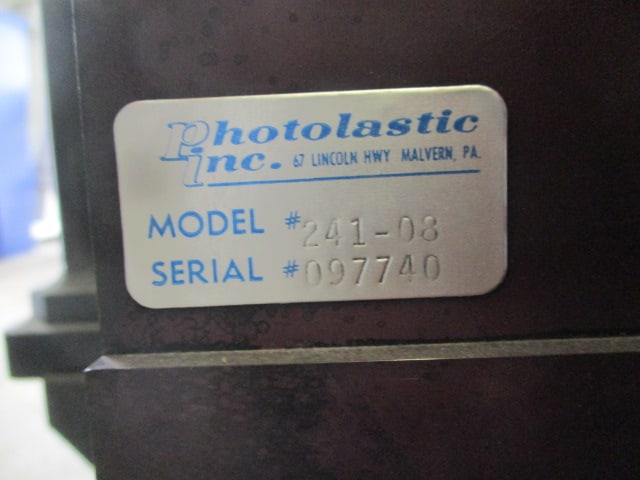 Photolastic
inc. 67 LINCOLN HWY MALVERN, PA.
MODEL #241-08
SERIAL #097740